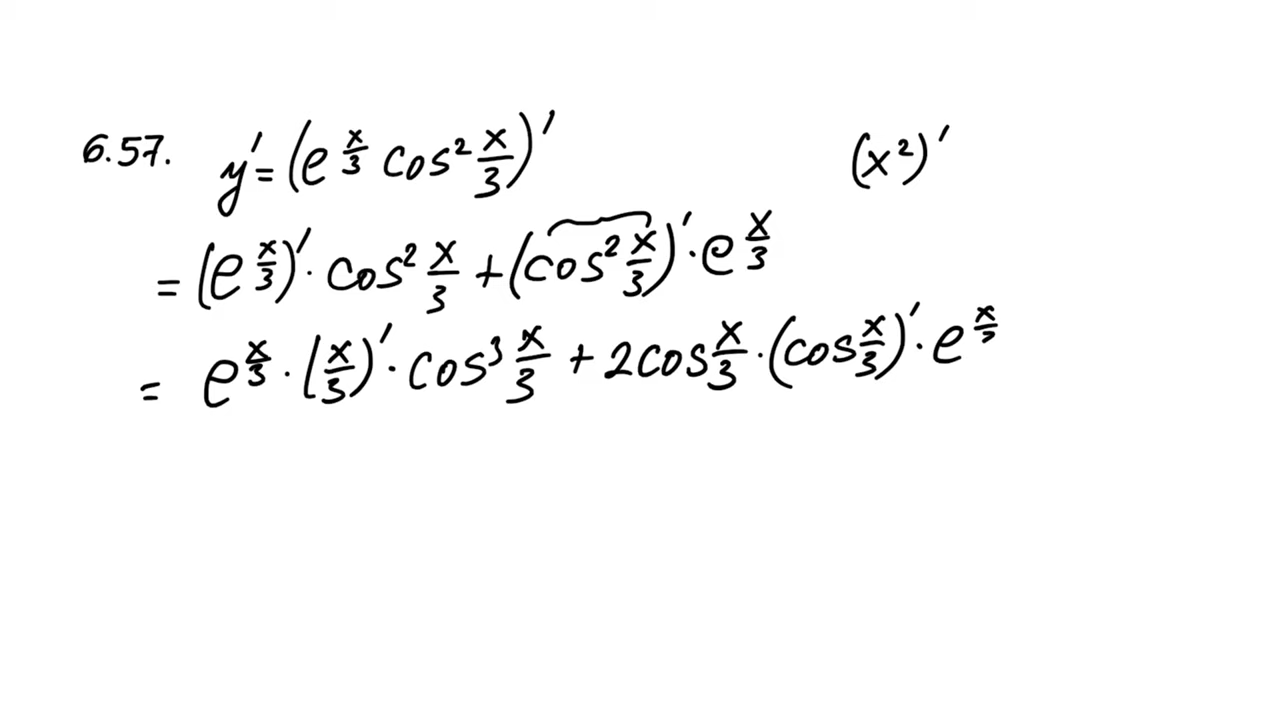 6.57. y' = (e^{x/3} cos² x/3)' (x²)'
= (e^{x/3})' · cos² x/3 + (cos² x/3)' · e^{x/3}
= e^{x/3} · (x/3)' · cos³ x/3 + 2cos x/3 · (cos x/3)' · e^{x/